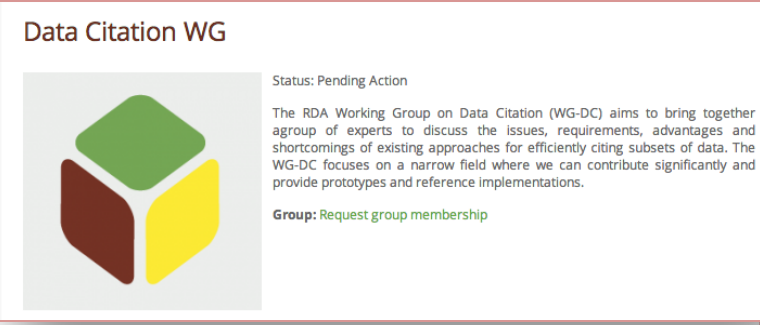 Data Citation WG
Status: Pending Action
The RDA Working Group on Data Citation (WG-DC) aims to bring together
agroup of experts to discuss the issues, requirements, advantages and
shortcomings of existing approaches for efficiently citing subsets of data. The
WG-DC focuses on a narrow field where we can contribute significantly and
provide prototypes and reference implementations.
Group: Request group membership